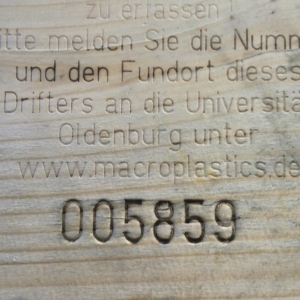 zu erfassen!
itte melden Sie die Numm
und den Fundort dieses
Drifters an die Universitä
Oldenburg unter
www.macroplastics.de
005859